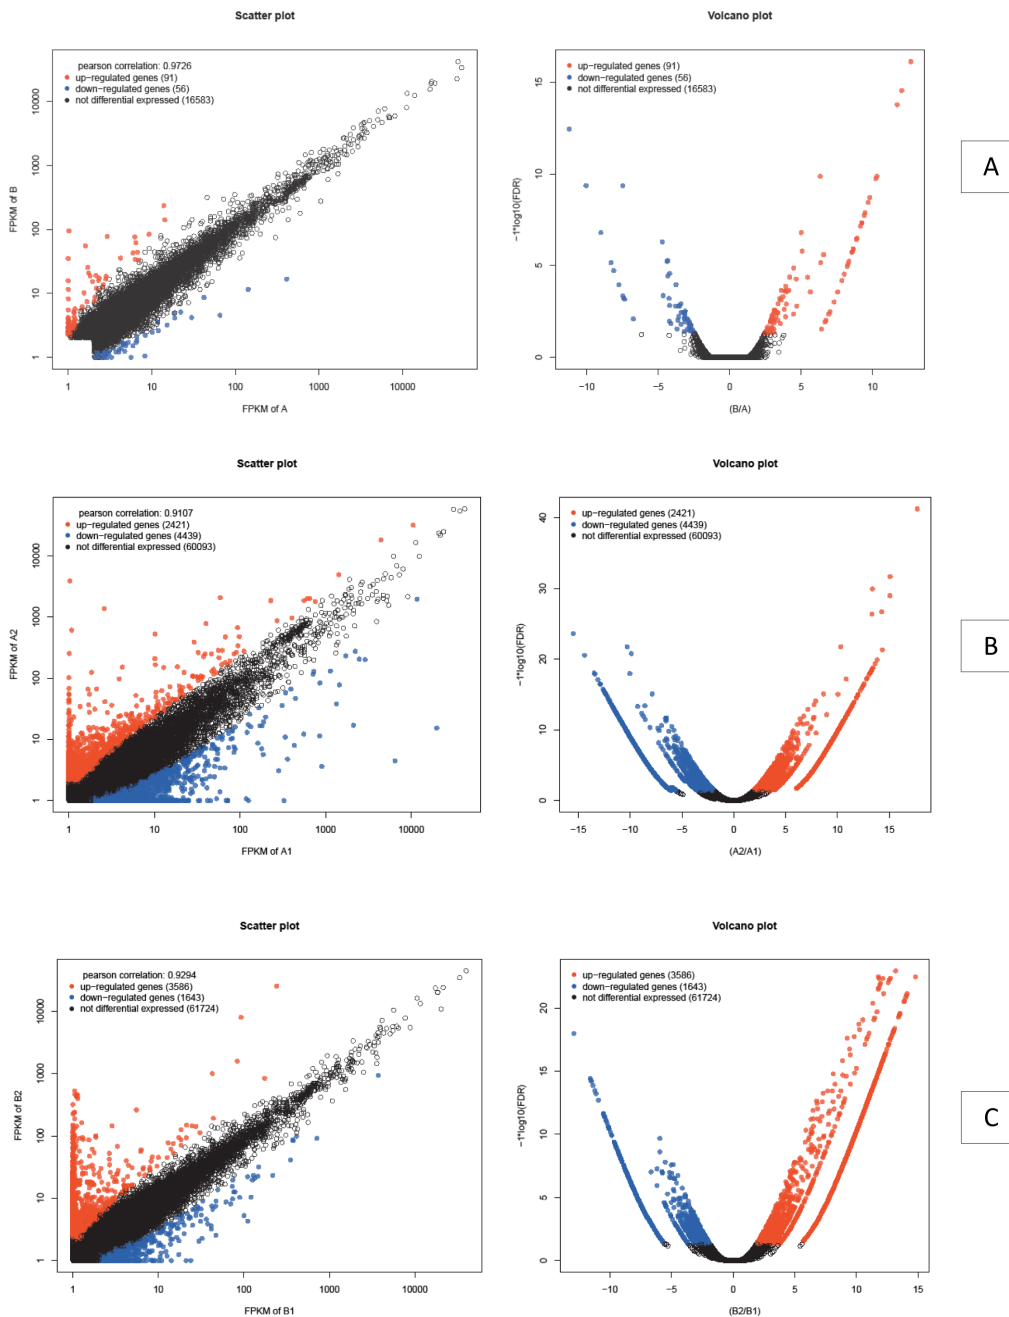 Scatter plot
pearson correlation: 0.9726
up-regulated genes (91)
down-regulated genes (56)
not differential expressed (16583)
FPKM of B
1
10
100
1000
10000
1
10
100
1000
10000
FPKM of A
Volcano plot
up-regulated genes (91)
down-regulated genes (56)
not differential expressed (16583)
-1*log10(FDR)
0
5
10
15
-10
-5
0
5
10
(B/A)
A
Scatter plot
pearson correlation: 0.9107
up-regulated genes (2421)
down-regulated genes (4439)
not differential expressed (60093)
FPKM of A2
1
10
100
1000
10000
1
10
100
1000
10000
FPKM of A1
Volcano plot
up-regulated genes (2421)
down-regulated genes (4439)
not differential expressed (60093)
-1*log10(FDR)
0
10
20
30
40
-15
-10
-5
0
5
10
15
(A2/A1)
B
Scatter plot
pearson correlation: 0.9294
up-regulated genes (3586)
down-regulated genes (1643)
not differential expressed (61724)
FPKM of B2
1
10
100
1000
10000
1
10
100
1000
10000
FPKM of B1
Volcano plot
up-regulated genes (3586)
down-regulated genes (1643)
not differential expressed (61724)
-1*log10(FDR)
0
5
10
15
20
-10
-5
0
5
10
15
(B2/B1)
C